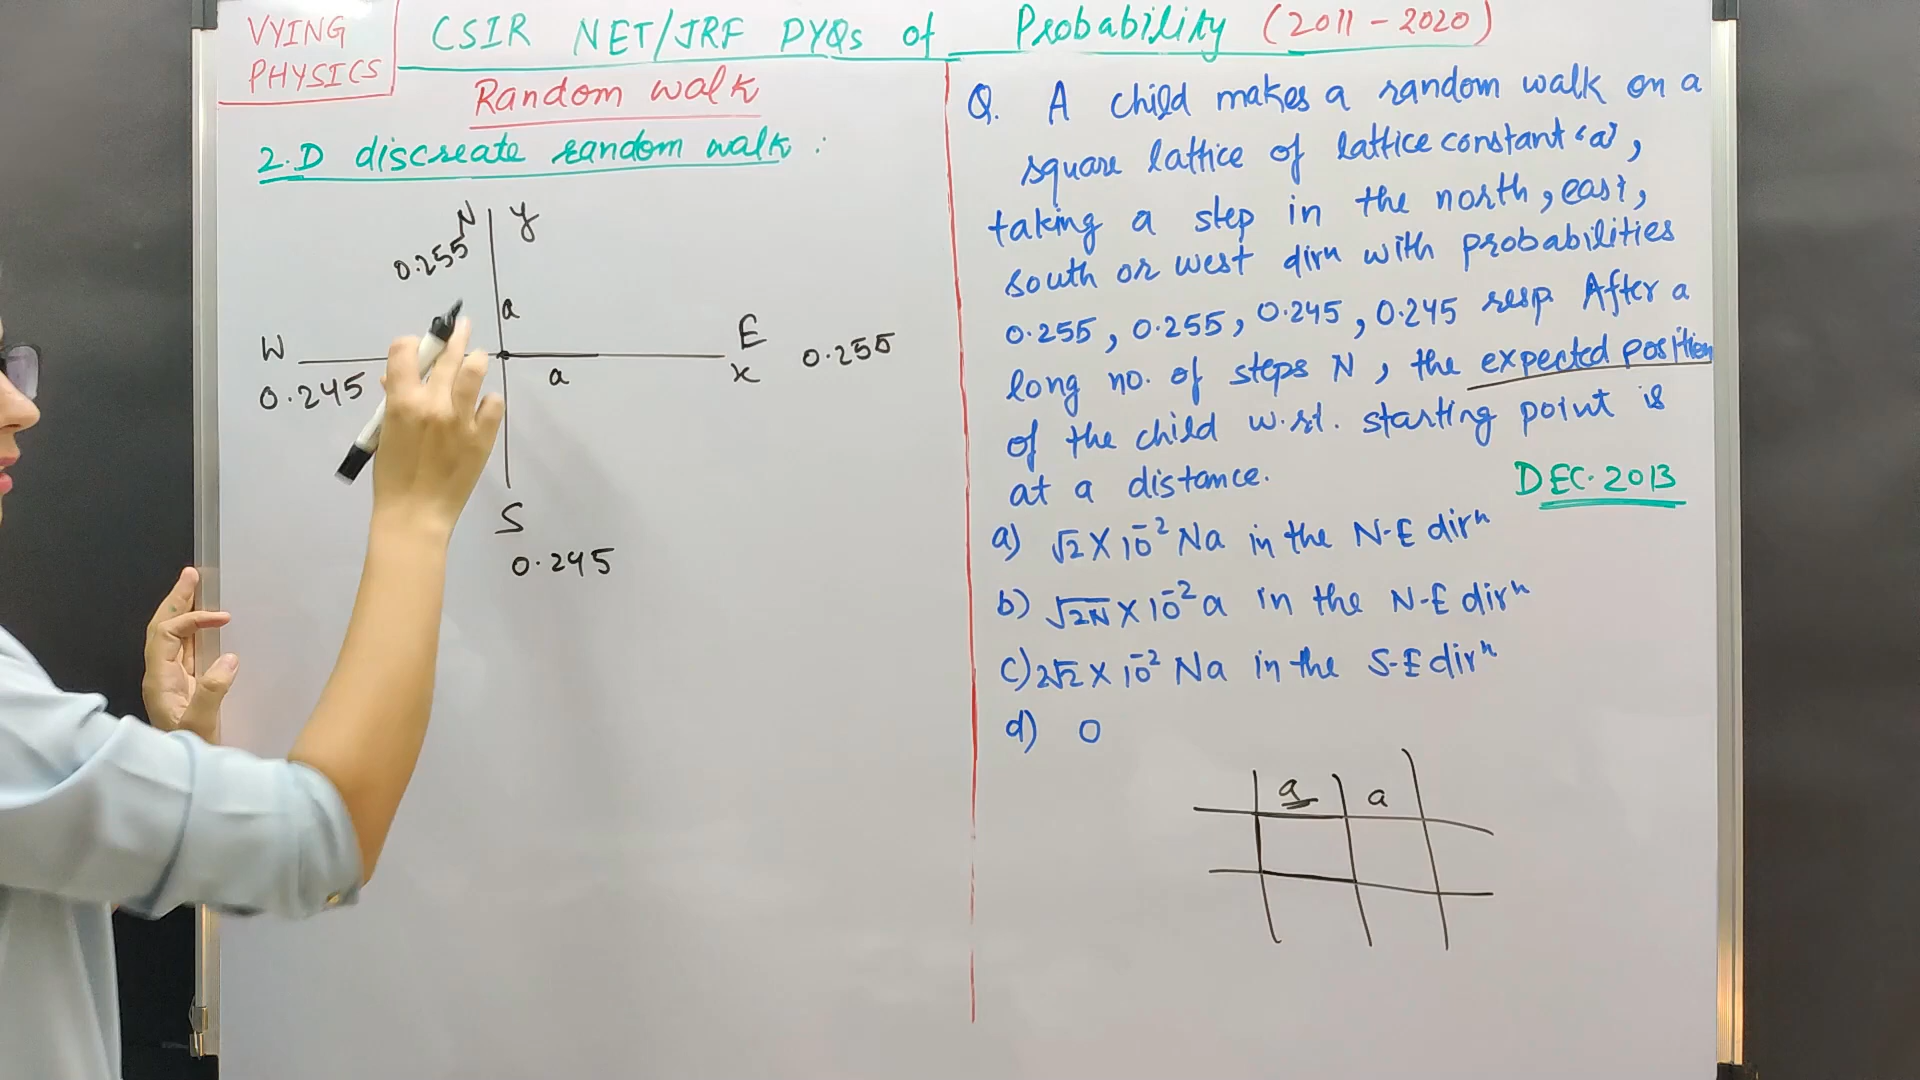 VYING
PHYSICS
CSIR NET/JRF PYQs of Probability (2011-2020)
Random walk
2.D discreate random walk :
N y
0.255
a
W
0.245
E
x
0.255
a
S
0.245
Q. A child makes a random walk on a
square lattice of lattice constant 'a',
taking a step in the north, east,
south or west dirn with probabilities
0.255, 0.255, 0.245, 0.245 resp. After a
long no. of steps N, the expected position
of the child w.r.t. starting point is
at a distance.
DEC. 2013
a) √2 × 10⁻² Na in the N-E dirⁿ
b) √2N × 10⁻² a in the N-E dirⁿ
c) 2√2 × 10⁻² Na in the S-E dirⁿ
d) 0
a a